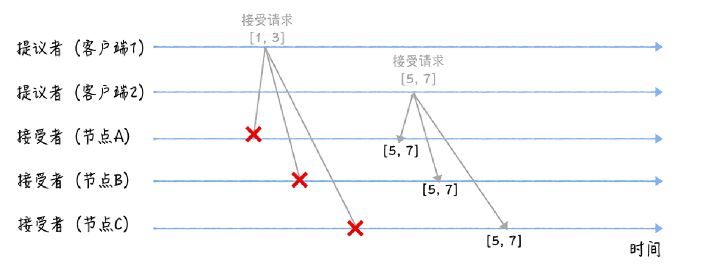 接受请求
[1, 3]
提议者（客户端1）
接受请求
[5, 7]
提议者（客户端2）
接受者（节点A）
[5, 7]
接受者（节点B）
[5, 7]
接受者（节点C）
[5, 7]
时间